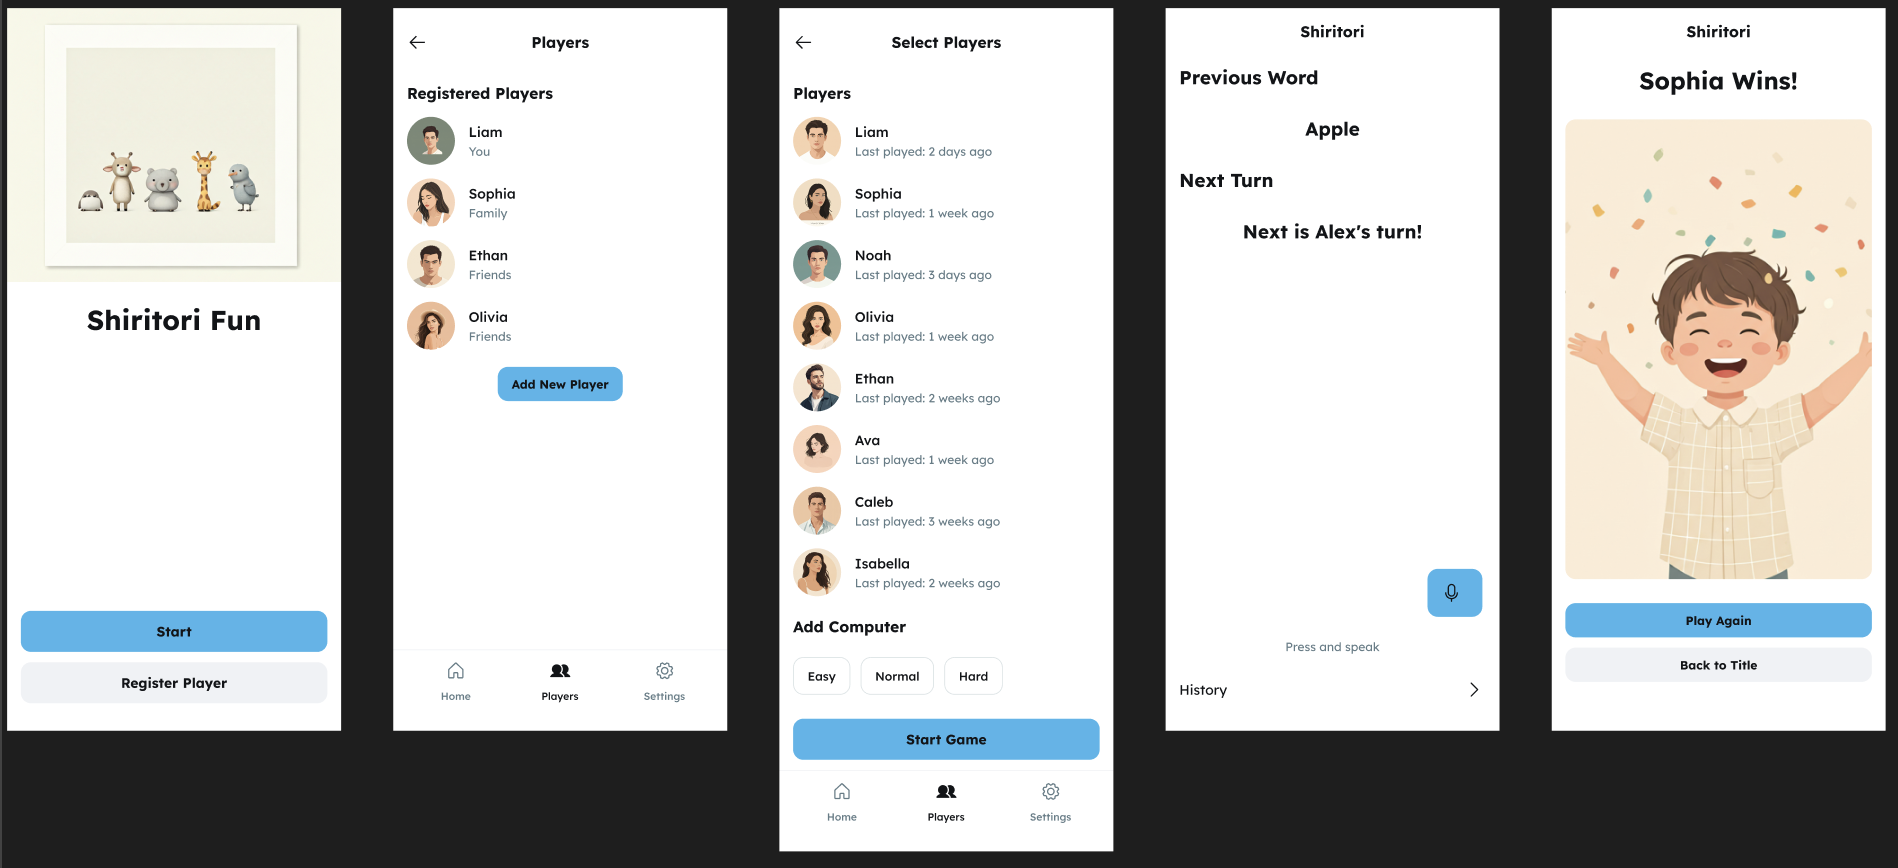 Shiritori Fun
Start
Register Player
Players
Registered Players
Liam
You
Sophia
Family
Ethan
Friends
Olivia
Friends
Add New Player
Home
Players
Settings
Select Players
Players
Liam
Last played: 2 days ago
Sophia
Last played: 1 week ago
Noah
Last played: 3 days ago
Olivia
Last played: 1 week ago
Ethan
Last played: 2 weeks ago
Ava
Last played: 1 week ago
Caleb
Last played: 3 weeks ago
Isabella
Last played: 2 weeks ago
Add Computer
Easy
Normal
Hard
Start Game
Home
Players
Settings
Shiritori
Previous Word
Apple
Next Turn
Next is Alex's turn!
Press and speak
History
Shiritori
Sophia Wins!
Play Again
Back to Title